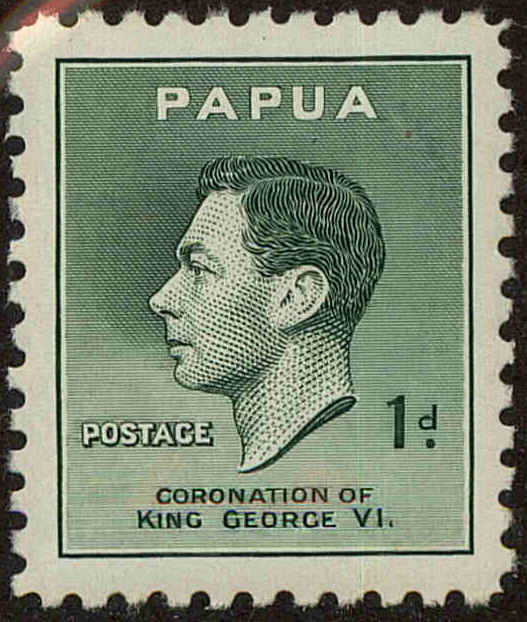 PAPUA
POSTAGE
1d.
CORONATION OF
KING GEORGE VI.